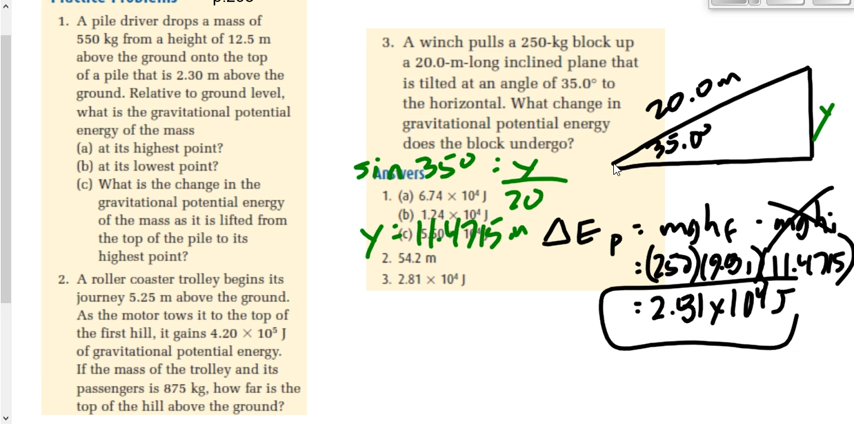 Practice Problems p.
1. A pile driver drops a mass of
550 kg from a height of 12.5 m
above the ground onto the top
of a pile that is 2.30 m above the
ground. Relative to ground level,
what is the gravitational potential
energy of the mass
(a) at its highest point?
(b) at its lowest point?
(c) What is the change in the
gravitational potential energy
of the mass as it is lifted from
the top of the pile to its
highest point?
2. A roller coaster trolley begins its
journey 5.25 m above the ground.
As the motor tows it to the top of
the first hill, it gains 4.20 × 10⁵ J
of gravitational potential energy.
If the mass of the trolley and its
passengers is 875 kg, how far is the
top of the hill above the ground?
3. A winch pulls a 250-kg block up
a 20.0-m-long inclined plane that
is tilted at an angle of 35.0° to
the horizontal. What change in
gravitational potential energy
does the block undergo?
Answers
1. (a) 6.74 × 10⁴ J
(b) 1.24 × 10⁴ J
(c)
2. 54.2 m
3. 2.81 × 10⁴ J
20.0m
35.0°
y
sin 35° = y
20
y = 11.4715 m
ΔEp = mghf - mghi
= (250)(9.81)(11.4715)
= 2.81 x 10⁴ J